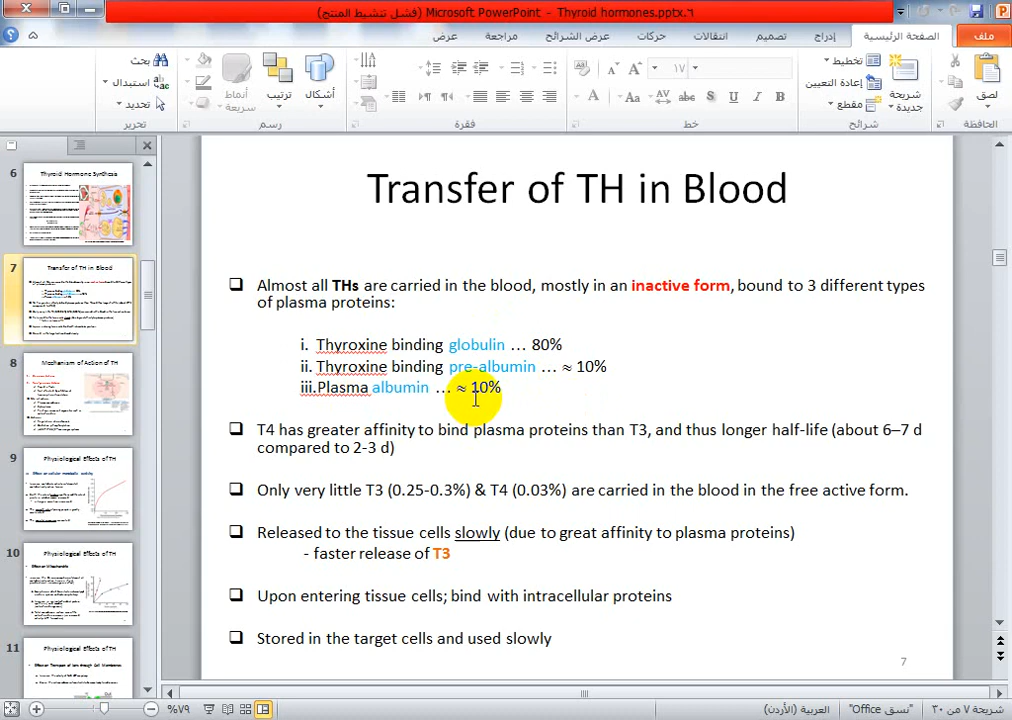 ٦.Thyroid hormones.pptx - Microsoft PowerPoint (فشل تنشيط المنتج)
ملف
الصفحة الرئيسية
إدراج
تصميم
انتقالات
حركات
عرض الشرائح
مراجعة
عرض
لصق
الحافظة
شريحة جديدة
تخطيط
إعادة التعيين
مقطع
شرائح
١٧
خط
فقرة
أشكال
ترتيب
أنماط سريعة
رسم
بحث
استبدال
تحديد
تحرير
6
Thyroid Hormone Synthesis
7
Transfer of TH in Blood
8
Mechanism of Action of TH
9
Physiological Effects of TH
10
Physiological Effects of TH
11
Physiological Effects of TH
Transfer of TH in Blood
Almost all THs are carried in the blood, mostly in an inactive form, bound to 3 different types
of plasma proteins:
i. Thyroxine binding globulin … 80%
ii. Thyroxine binding pre-albumin … ≈ 10%
iii.Plasma albumin … ≈ 10%
T4 has greater affinity to bind plasma proteins than T3, and thus longer half-life (about 6–7 d
compared to 2-3 d)
Only very little T3 (0.25-0.3%) & T4 (0.03%) are carried in the blood in the free active form.
Released to the tissue cells slowly (due to great affinity to plasma proteins)
- faster release of T3
Upon entering tissue cells; bind with intracellular proteins
Stored in the target cells and used slowly
7
شريحة ٧ من ٣٠
"نسق Office"
العربية (الأردن)
%٧٩